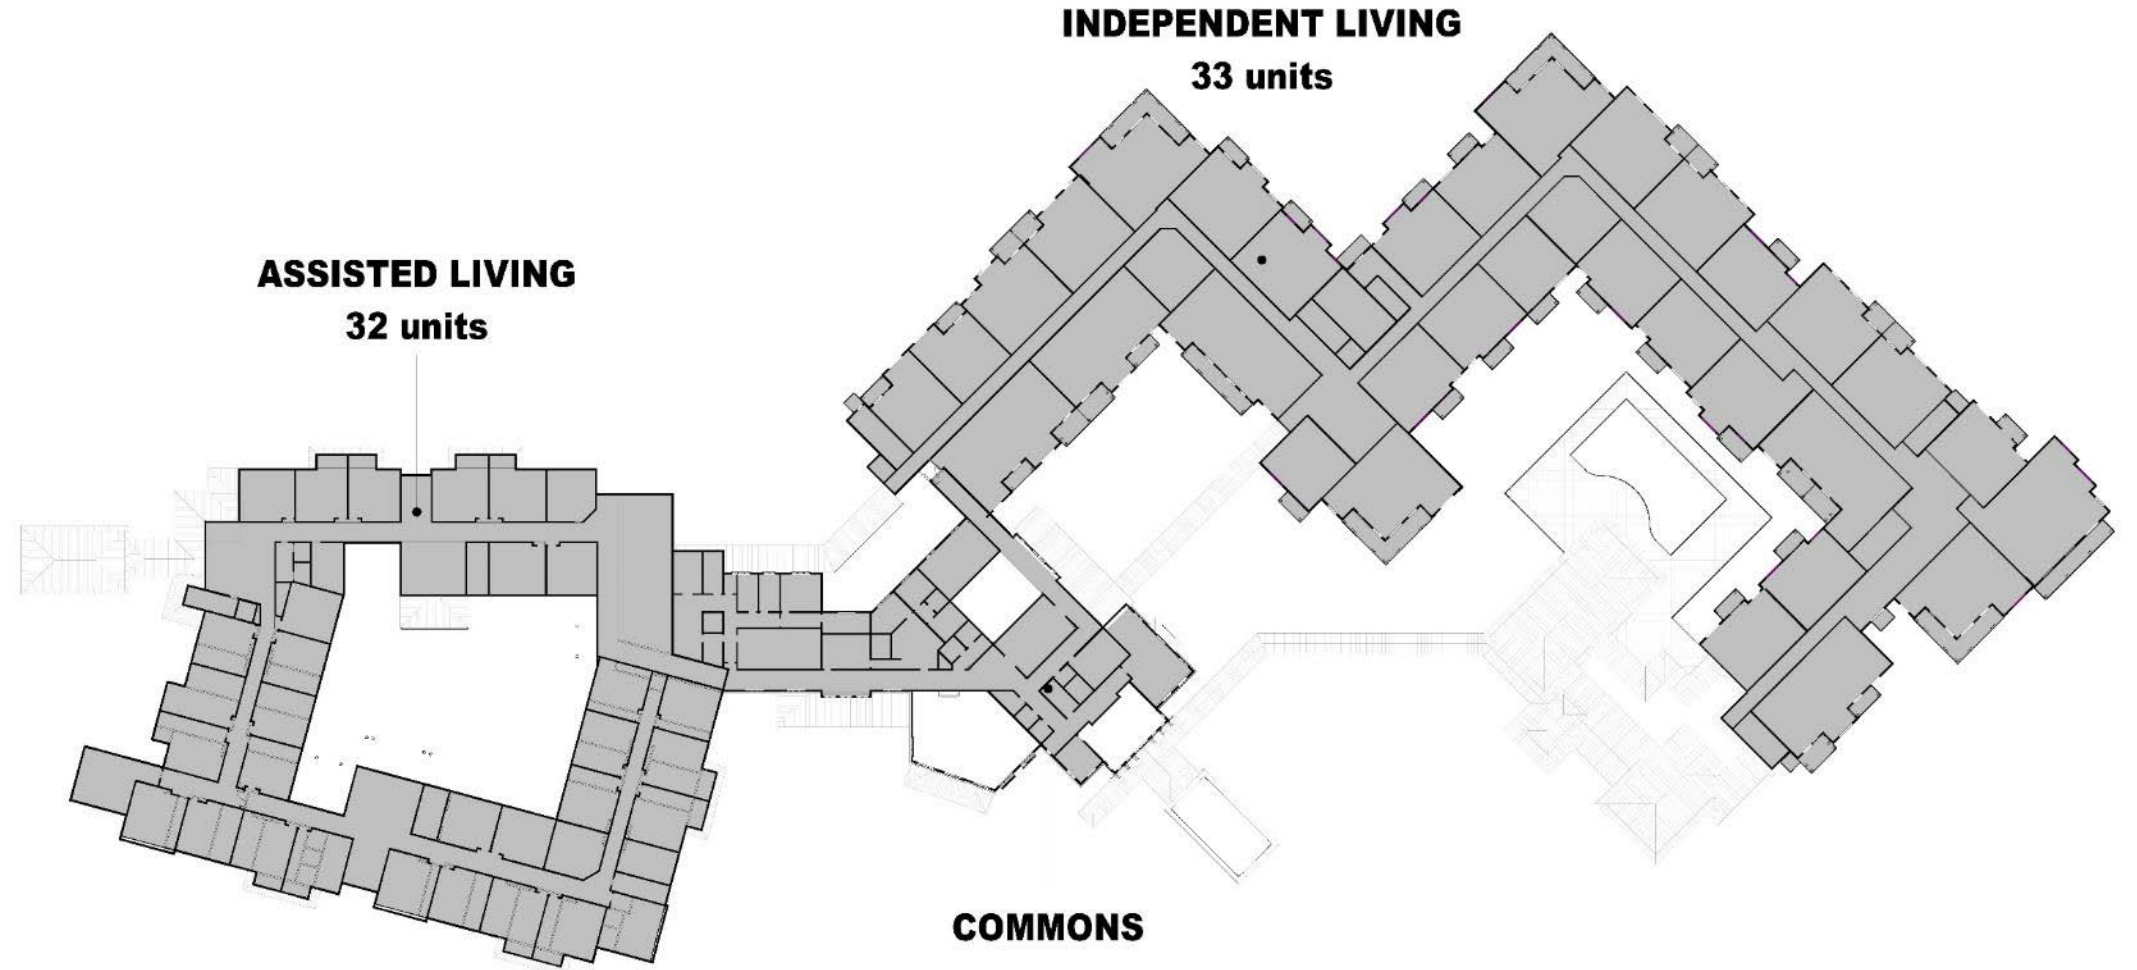 INDEPENDENT LIVING
33 units
ASSISTED LIVING
32 units
COMMONS